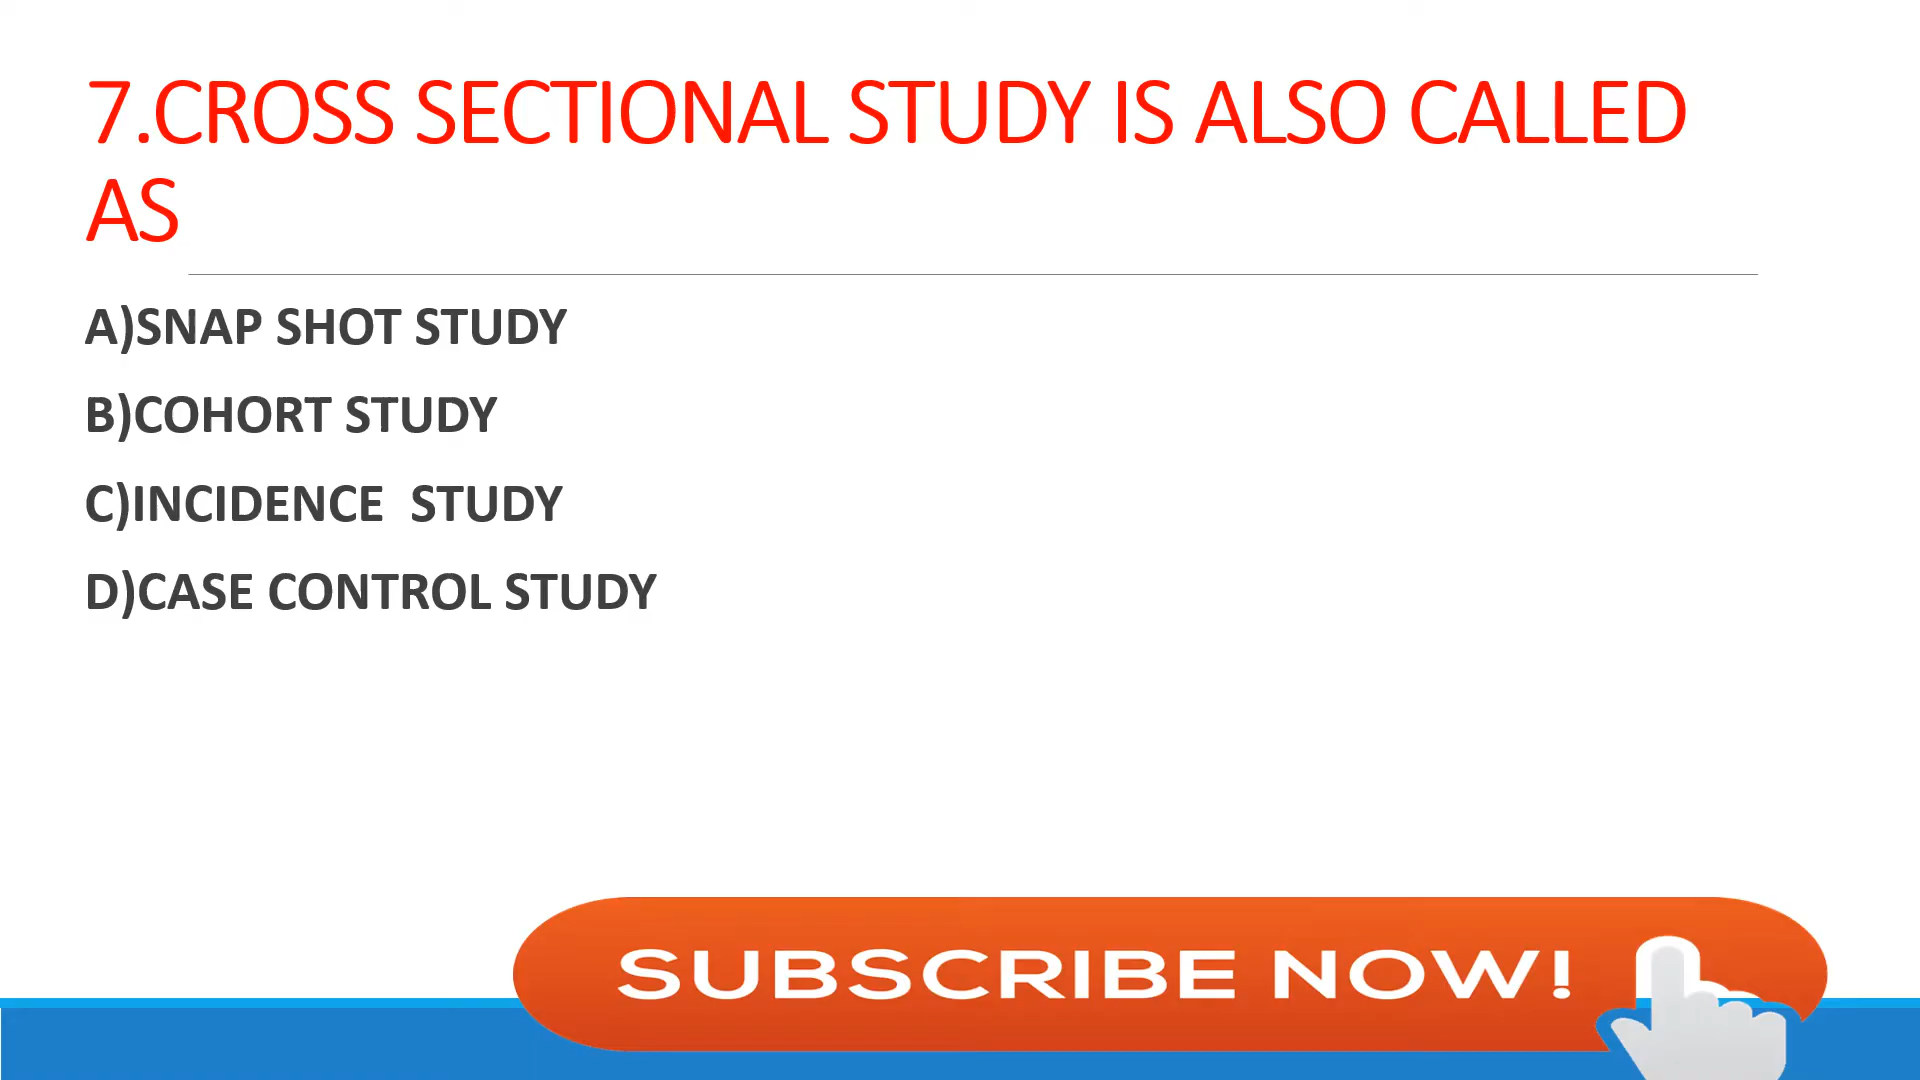 7.CROSS SECTIONAL STUDY IS ALSO CALLED
AS
A)SNAP SHOT STUDY
B)COHORT STUDY
C)INCIDENCE  STUDY
D)CASE CONTROL STUDY
SUBSCRIBE NOW!